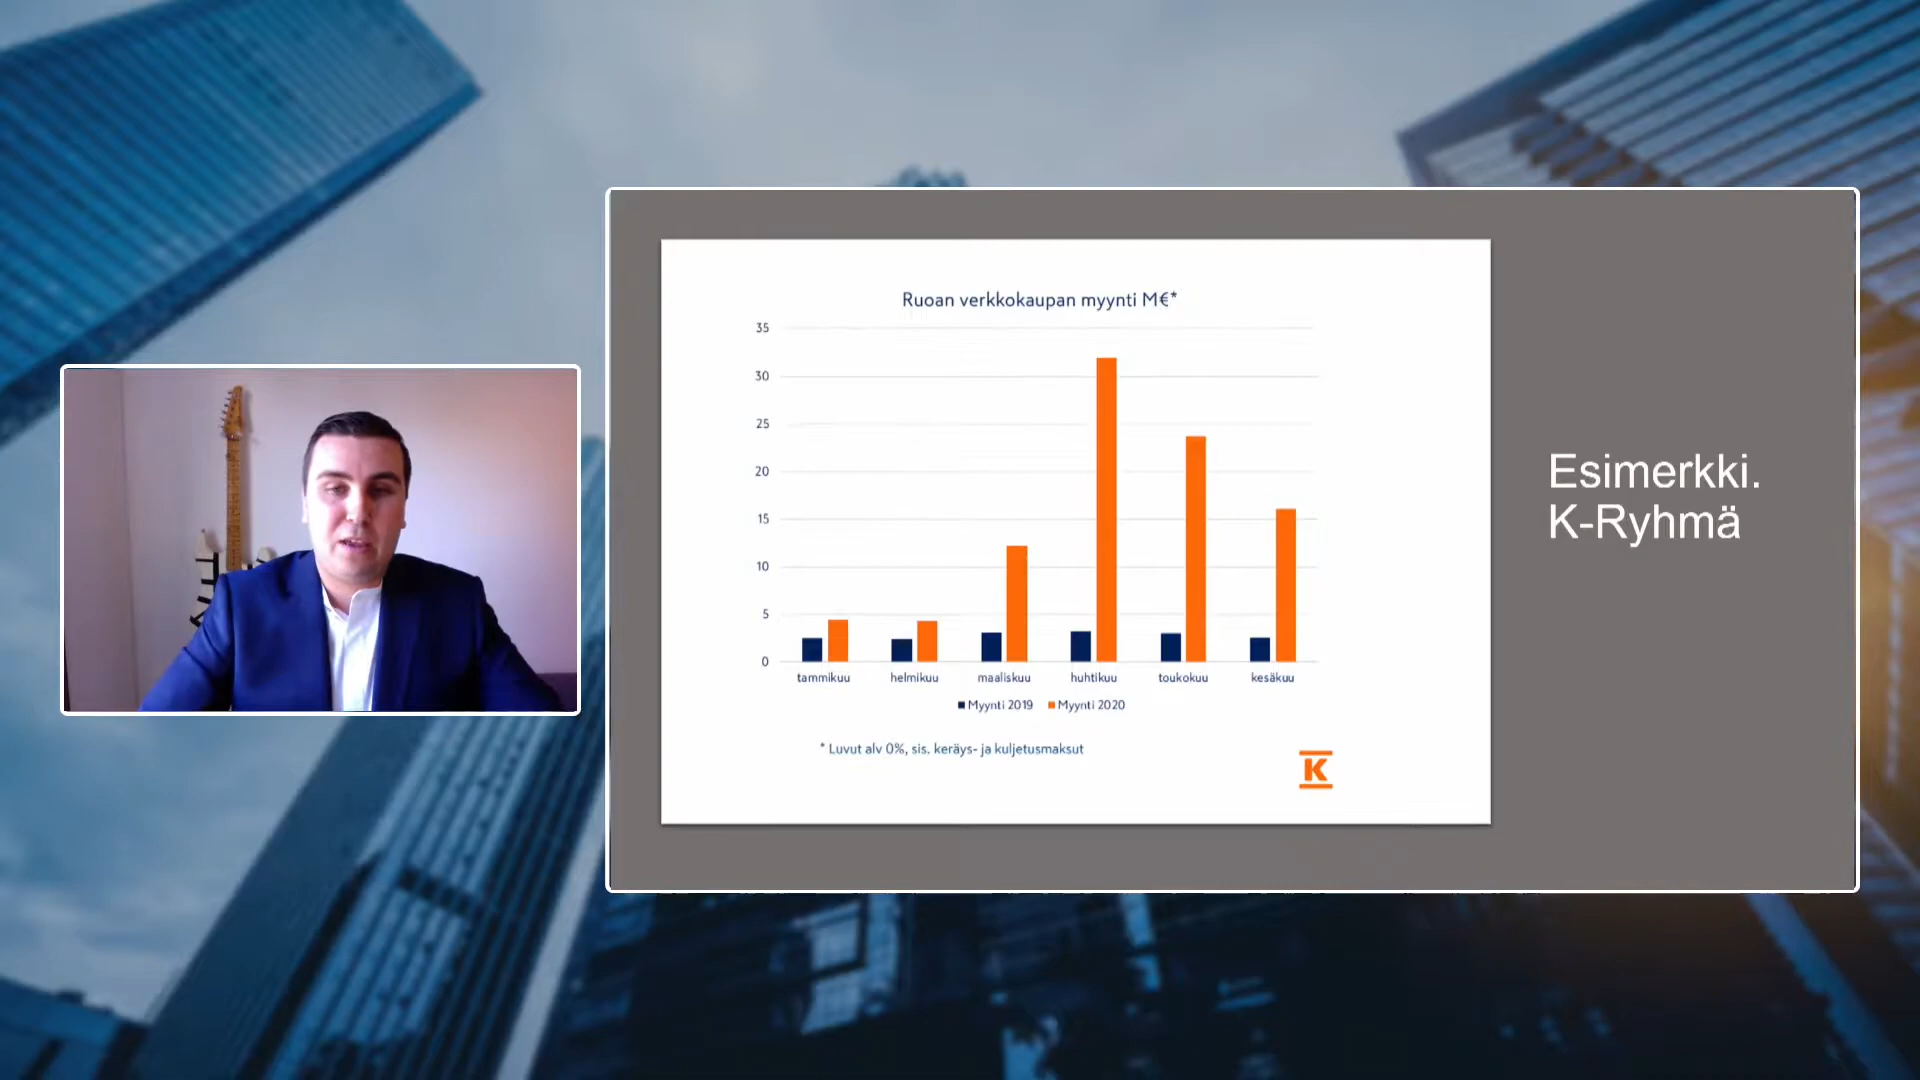 Ruoan verkkokaupan myynti M€*
35
30
25
20
15
10
5
0
tammikuu helmikuu maaliskuu huhtikuu toukokuu kesäkuu
Myynti 2019 Myynti 2020
* Luvut alv 0%, sis. keräys- ja kuljetusmaksut
K
Esimerkki.
K-Ryhmä